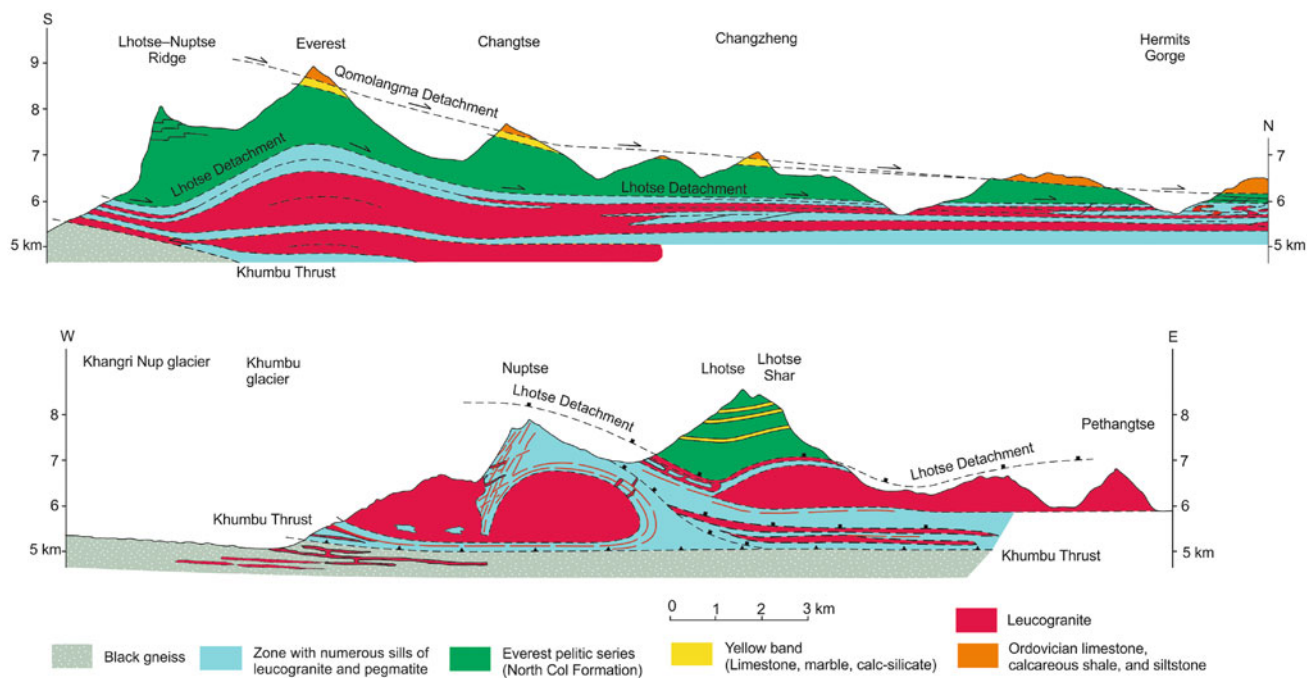 S
Lhotse–Nuptse
Ridge
Everest
Changtse
Changzheng
Hermits
Gorge
9
8
7
6
5 km
Qomolangma Detachment
Lhotse Detachment
Lhotse Detachment
Khumbu Thrust
N
7
6
5 km
W
E
Khangri Nup glacier
Khumbu
glacier
Nuptse
Lhotse
Lhotse
Shar
Pethangtse
8
7
6
5 km
Lhotse Detachment
Lhotse Detachment
Khumbu Thrust
Khumbu Thrust
8
7
6
5 km
0 1 2 3 km
Black gneiss
Zone with numerous sills of
leucogranite and pegmatite
Everest pelitic series
(North Col Formation)
Yellow band
(Limestone, marble, calc-silicate)
Leucogranite
Ordovician limestone,
calcareous shale, and siltstone